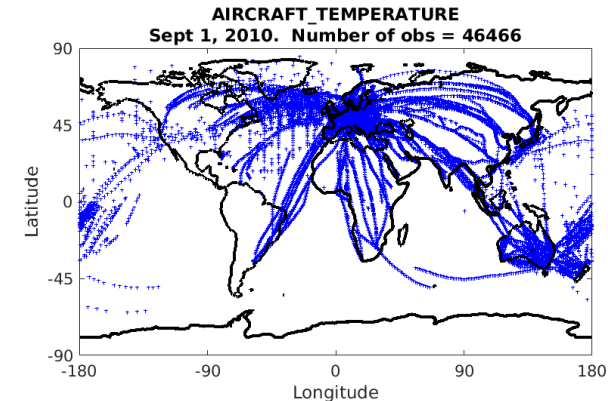 AIRCRAFT_TEMPERATURE
Sept 1, 2010.  Number of obs = 46466
90
45
0
-45
-90
Latitude
-180
-90
0
90
180
Longitude